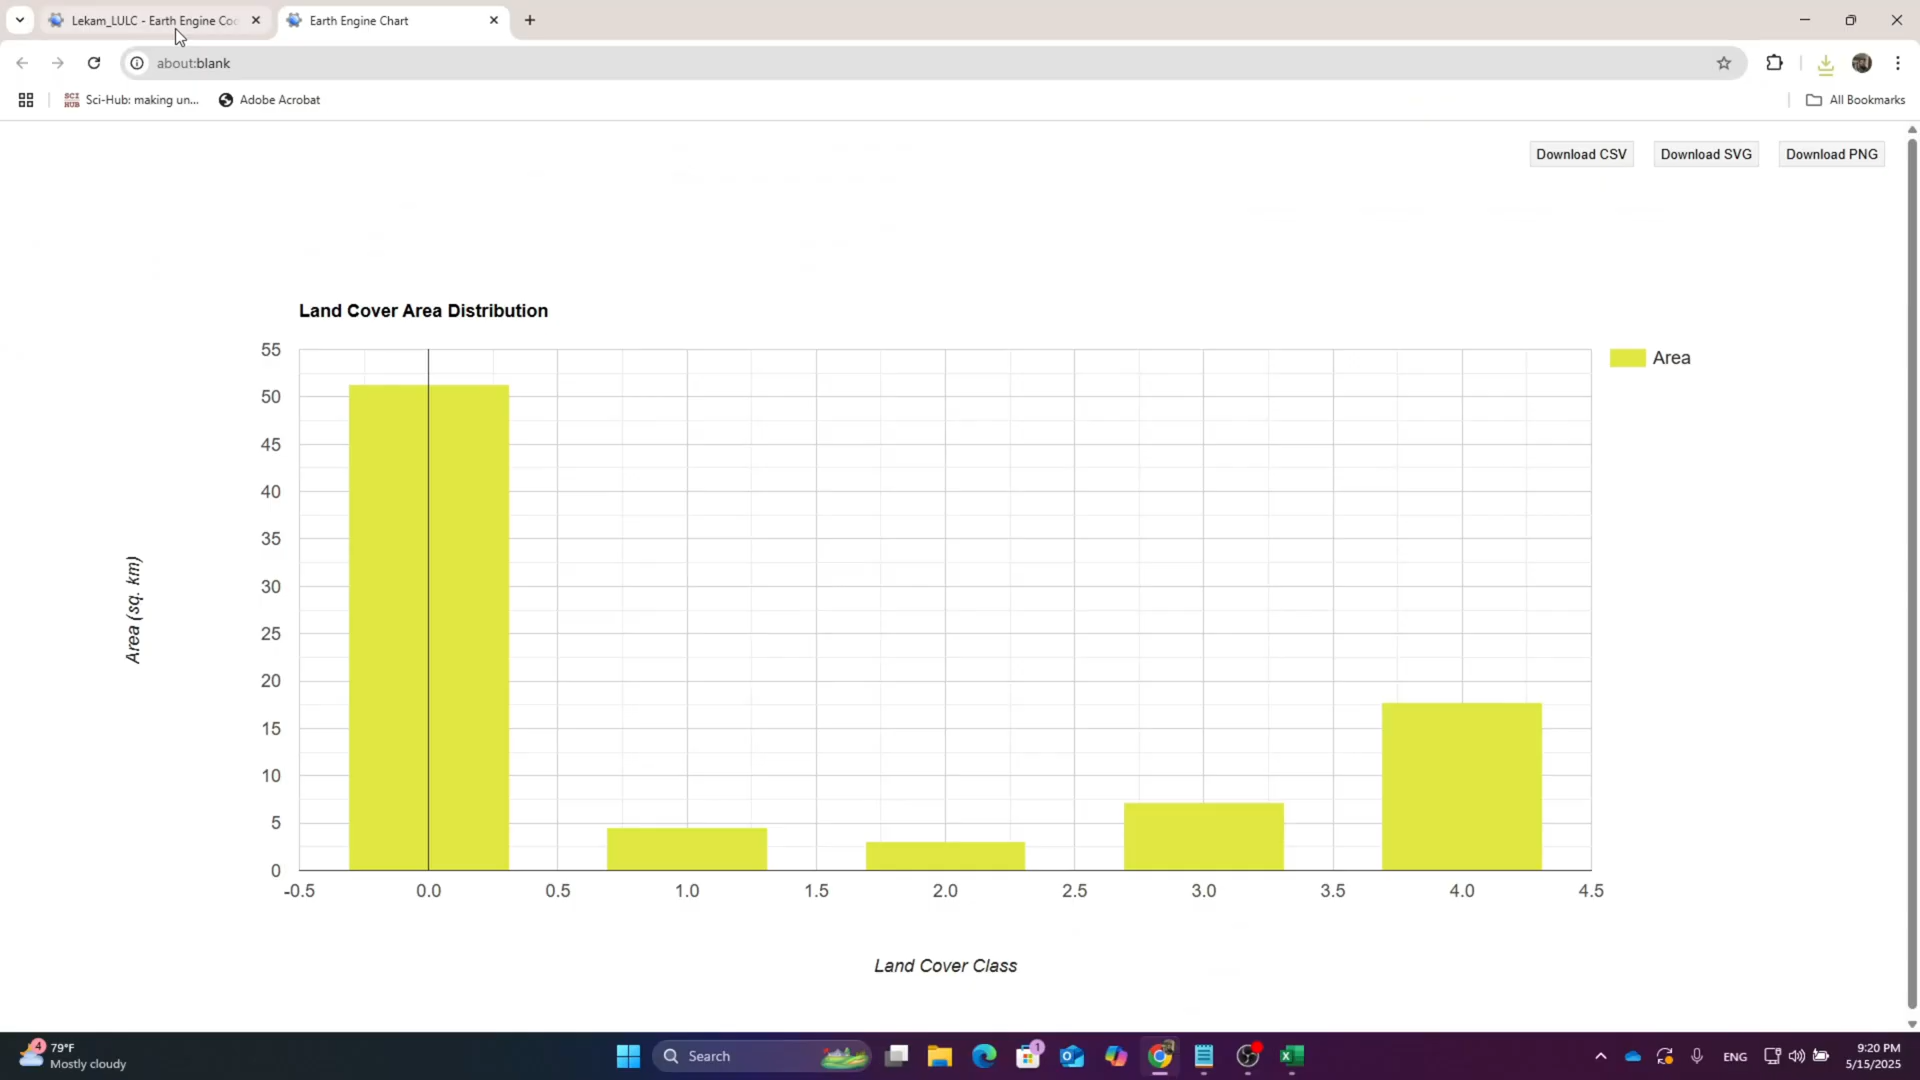 Lekam_LULC - Earth Engine Co
Earth Engine Chart
about:blank
SCI HUB
Sci-Hub: making un...
Adobe Acrobat
All Bookmarks
Download CSV
Download SVG
Download PNG
Land Cover Area Distribution
55
Area
50
45
40
35
30
25
20
15
10
5
0
Area (sq. km)
-0.5
0.0
0.5
1.0
1.5
2.0
2.5
3.0
3.5
4.0
4.5
Land Cover Class
4
79°F
Mostly cloudy
Search
1
ENG
9:20 PM
5/15/2025